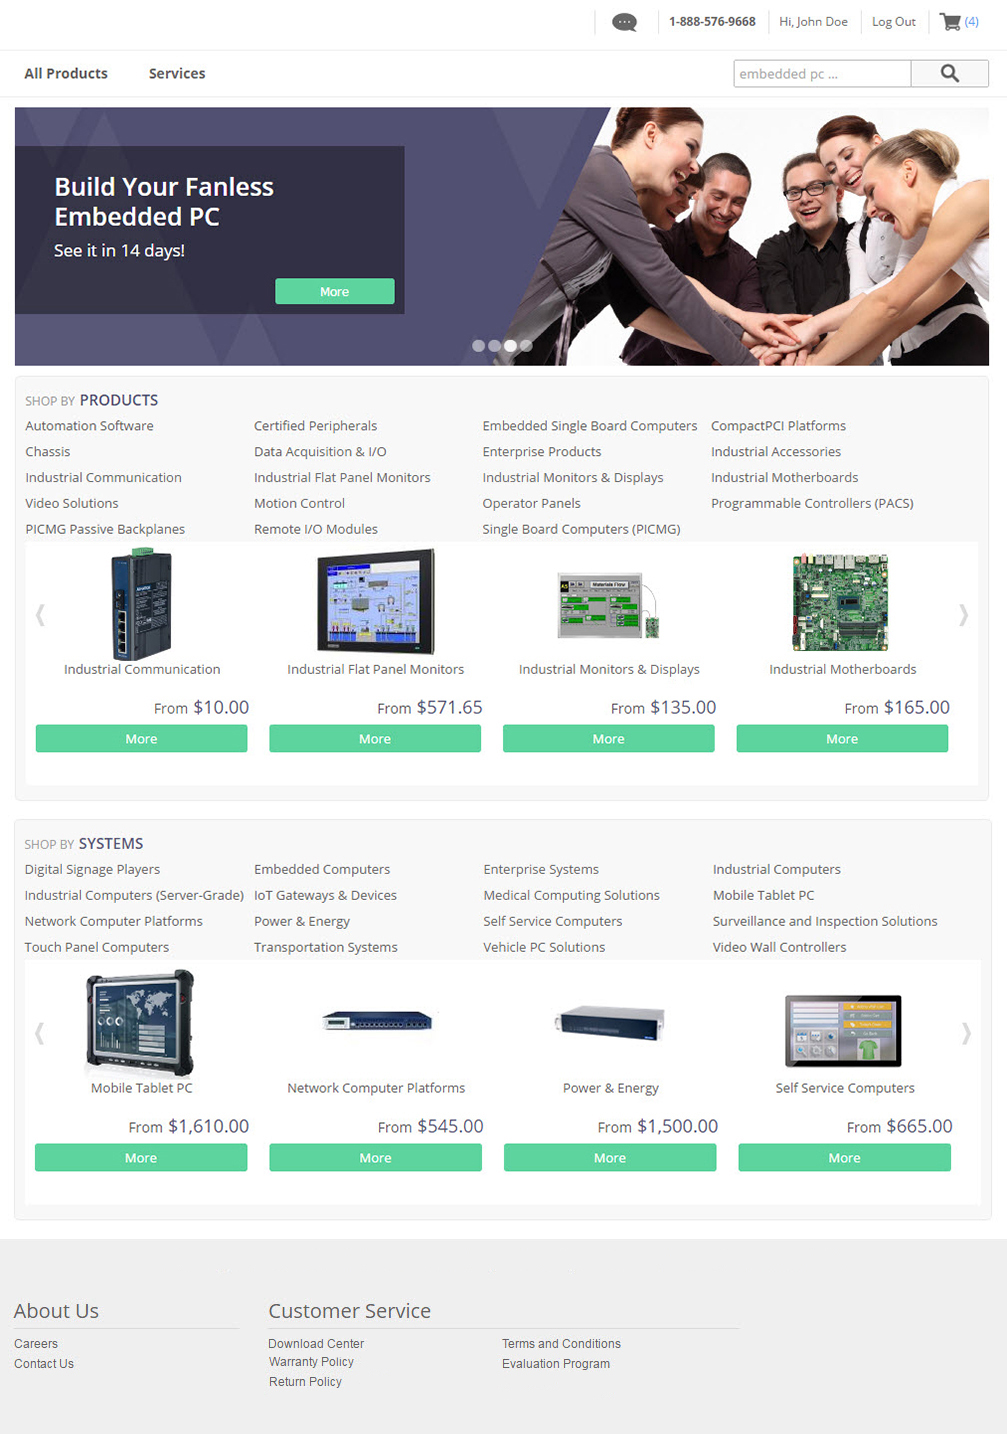 1-888-576-9668 Hi, John Doe Log Out (4)
All Products Services embedded pc ...
Build Your Fanless
Embedded PC
See it in 14 days!
More
SHOP BY PRODUCTS
Automation Software Certified Peripherals Embedded Single Board Computers CompactPCI Platforms
Chassis Data Acquisition & I/O Enterprise Products Industrial Accessories
Industrial Communication Industrial Flat Panel Monitors Industrial Monitors & Displays Industrial Motherboards
Video Solutions Motion Control Operator Panels Programmable Controllers (PACS)
PICMG Passive Backplanes Remote I/O Modules Single Board Computers (PICMG)
Materials Flow
Industrial Communication Industrial Flat Panel Monitors Industrial Monitors & Displays Industrial Motherboards
From $10.00 From $571.65 From $135.00 From $165.00
More More More More
SHOP BY SYSTEMS
Digital Signage Players Embedded Computers Enterprise Systems Industrial Computers
Industrial Computers (Server-Grade) IoT Gateways & Devices Medical Computing Solutions Mobile Tablet PC
Network Computer Platforms Power & Energy Self Service Computers Surveillance and Inspection Solutions
Touch Panel Computers Transportation Systems Vehicle PC Solutions Video Wall Controllers
Mobile Tablet PC Network Computer Platforms Power & Energy Self Service Computers
From $1,610.00 From $545.00 From $1,500.00 From $665.00
More More More More
About Us Customer Service
Careers Download Center Terms and Conditions
Contact Us Warranty Policy Evaluation Program
Return Policy